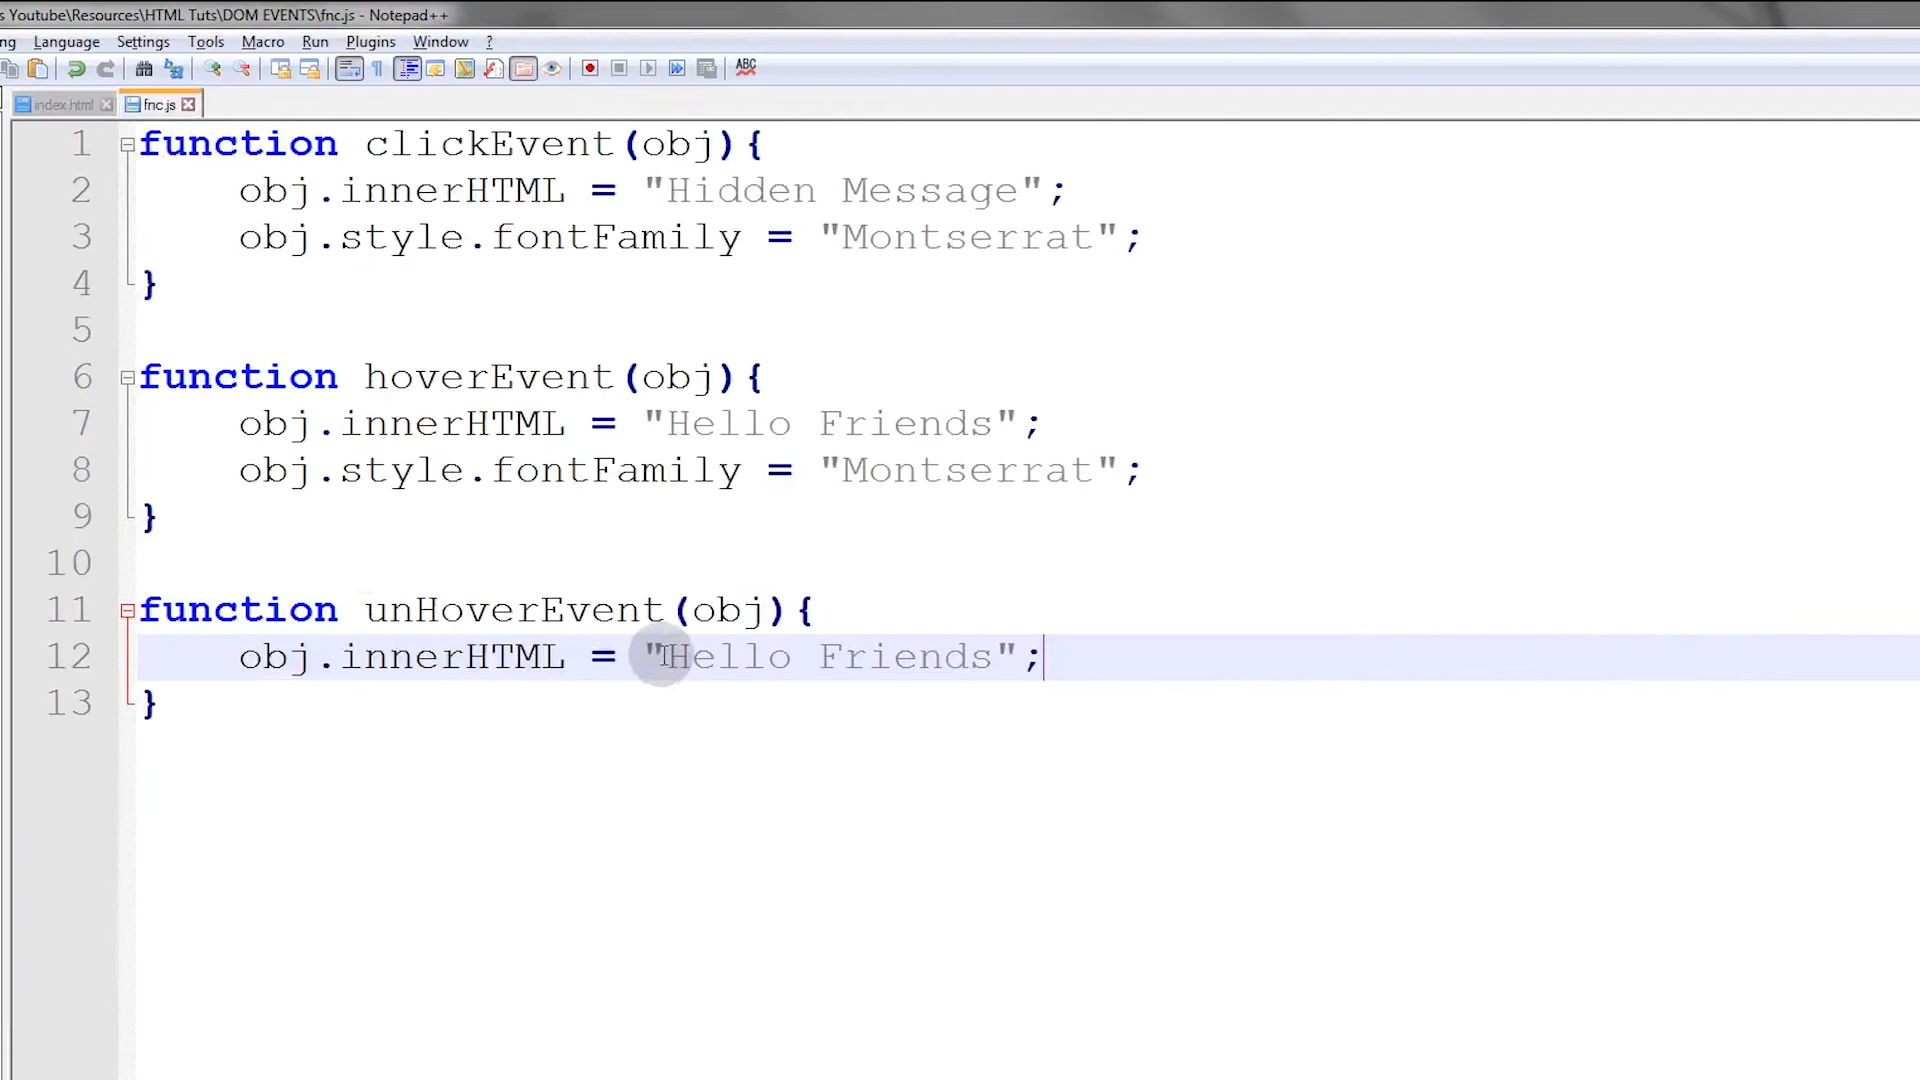 s Youtube\Resources\HTML Tuts\DOM EVENTS\fnc.js - Notepad++
ng Language Settings Tools Macro Run Plugins Window ?
ABC
index.html fnc.js
1 function clickEvent(obj){
2 obj.innerHTML = "Hidden Message";
3 obj.style.fontFamily = "Montserrat";
4 }
5
6 function hoverEvent(obj){
7 obj.innerHTML = "Hello Friends";
8 obj.style.fontFamily = "Montserrat";
9 }
10
11 function unHoverEvent(obj){
12 obj.innerHTML = "Hello Friends";
13 }